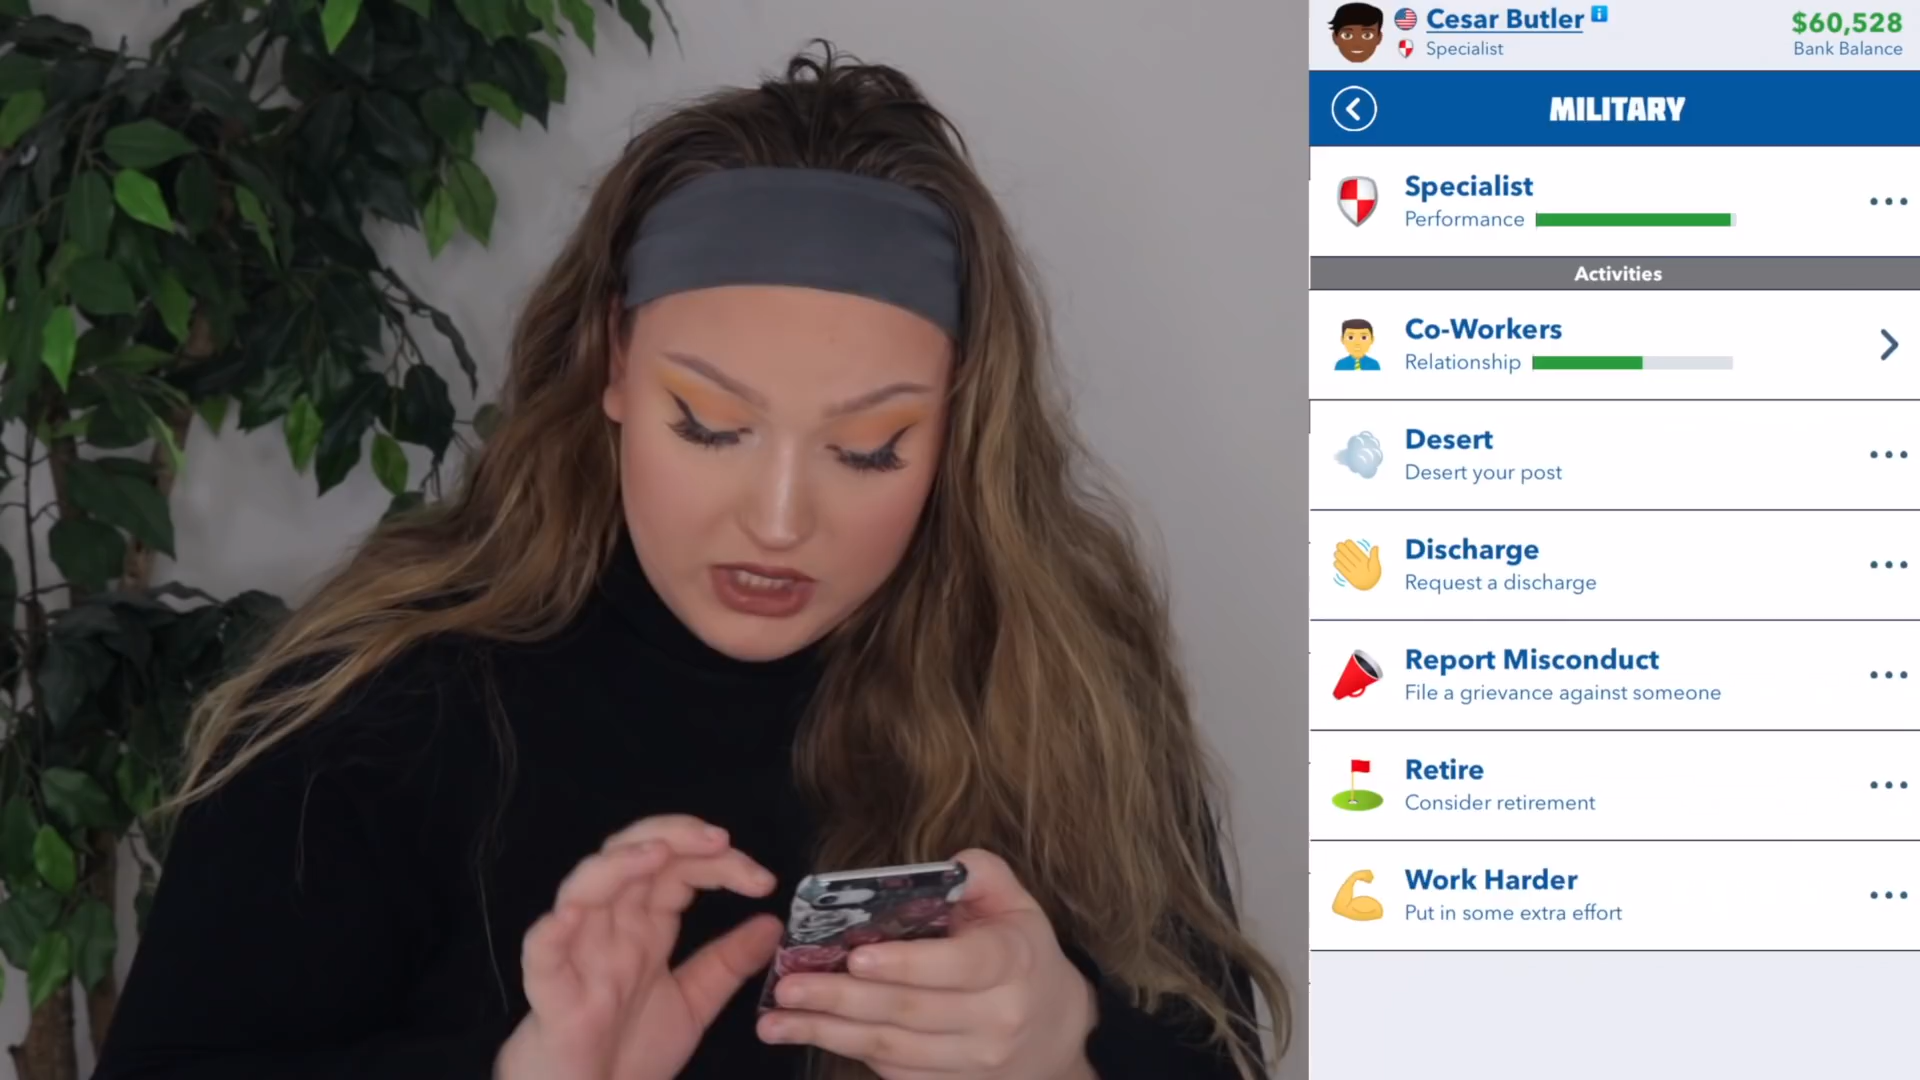 Cesar Butler
Specialist
$60,528
Bank Balance
MILITARY
Specialist
Performance
Activities
Co-Workers
Relationship
Desert
Desert your post
Discharge
Request a discharge
Report Misconduct
File a grievance against someone
Retire
Consider retirement
Work Harder
Put in some extra effort